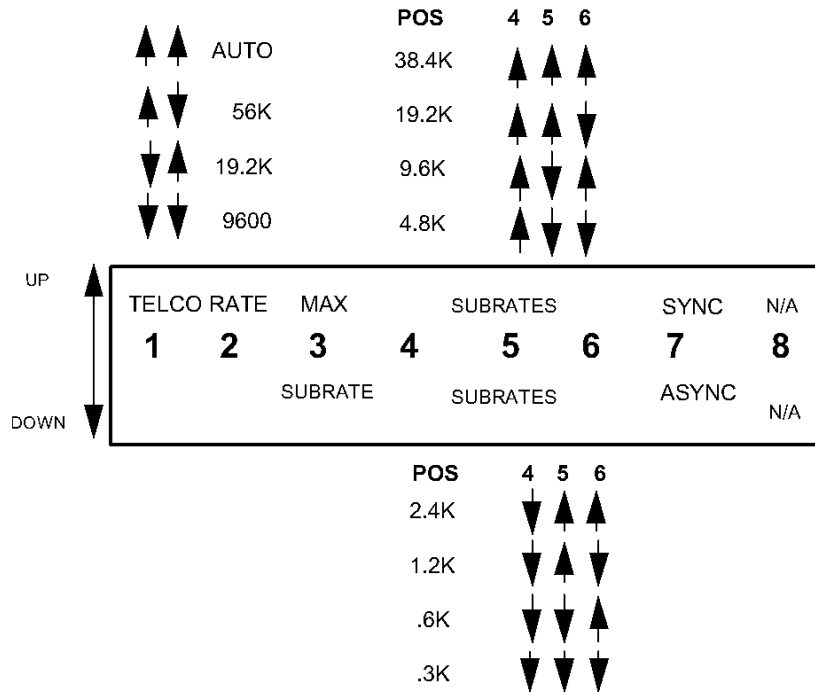 POS 4 5 6
AUTO
38.4K
56K
19.2K
19.2K
9.6K
9600
4.8K
UP
TELCO RATE MAX SUBRATES SYNC N/A
1 2 3 4 5 6 7 8
SUBRATE SUBRATES ASYNC N/A
DOWN
POS 4 5 6
2.4K
1.2K
.6K
.3K